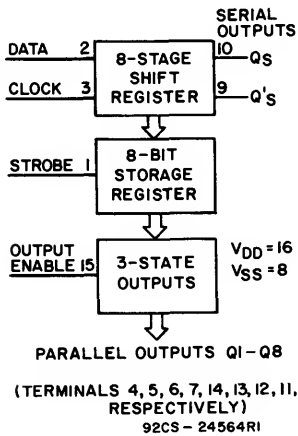 SERIAL
OUTPUTS
DATA 2
8-STAGE
SHIFT
REGISTER
10 QS
CLOCK 3
9 Q'S
STROBE 1
8-BIT
STORAGE
REGISTER
OUTPUT
ENABLE 15
3-STATE
OUTPUTS
VDD = 16
VSS = 8
PARALLEL OUTPUTS Q1-Q8
(TERMINALS 4, 5, 6, 7, 14, 13, 12, 11,
RESPECTIVELY)
92CS-24564R1